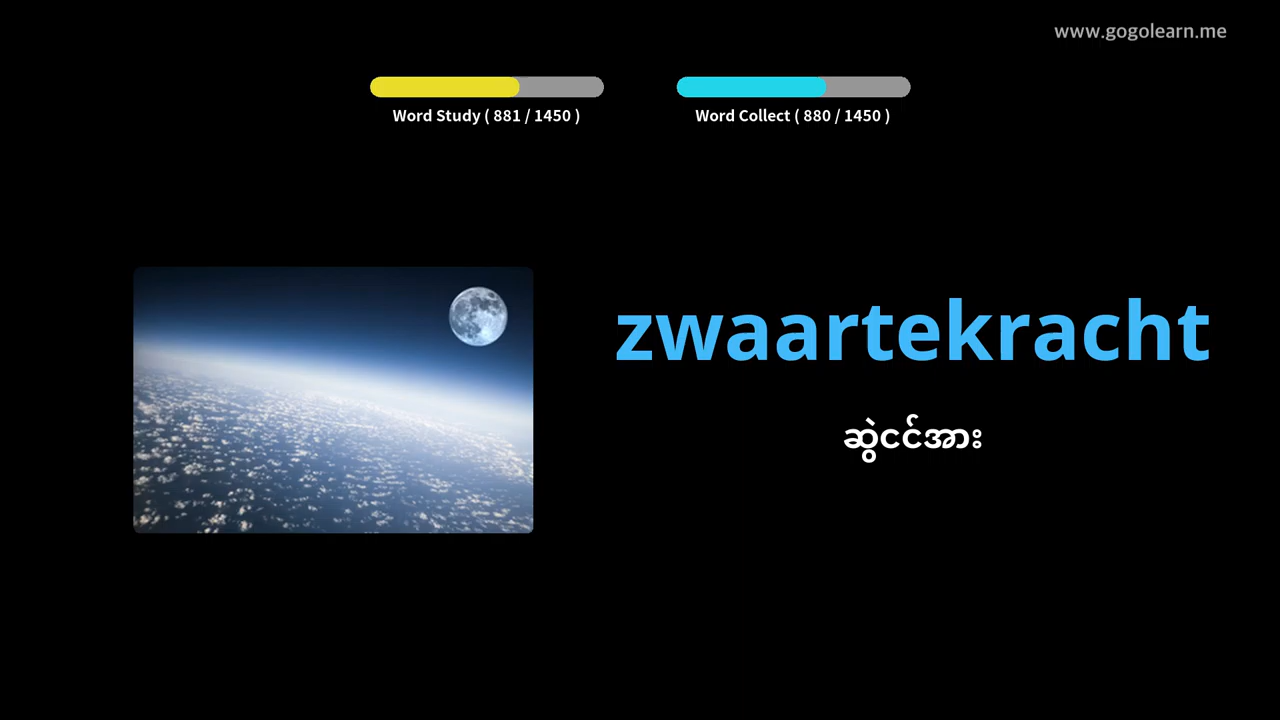 www.gogolearn.me
Word Study ( 881 / 1450 )
Word Collect ( 880 / 1450 )
zwaartekracht
ဆွဲငင်အား